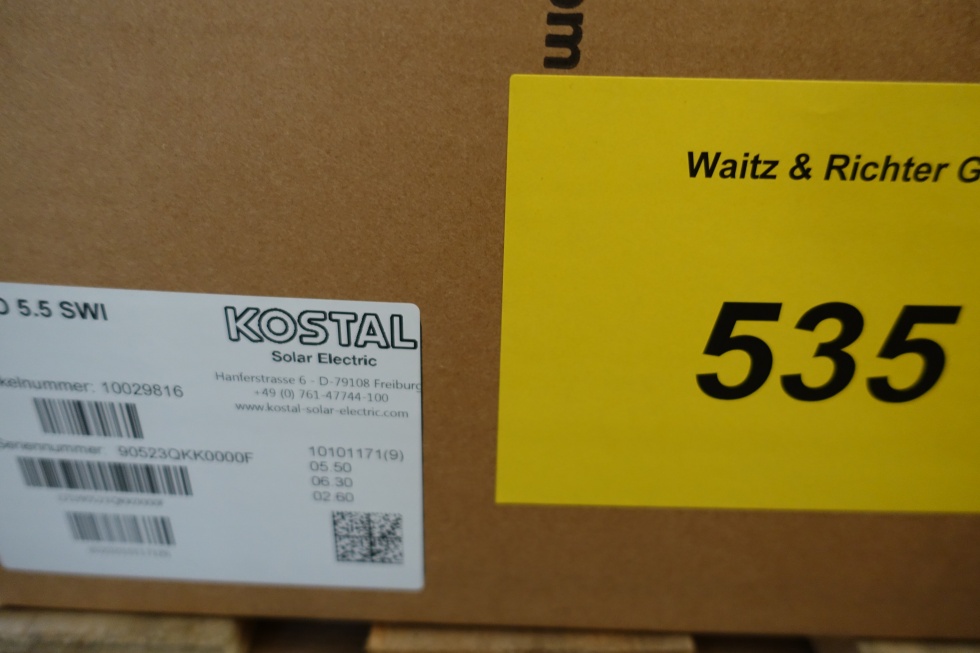 om
Waitz & Richter G
535
O 5.5 SWI
KOSTAL
Solar Electric
Hanferstrasse 6 - D-79108 Freiburg
+49 (0) 761-47744-100
www.kostal-solar-electric.com
kelnummer: 10029816
Seriennummer: 90523QKK0000F
10101171(9)
05.50
06.30
02.60